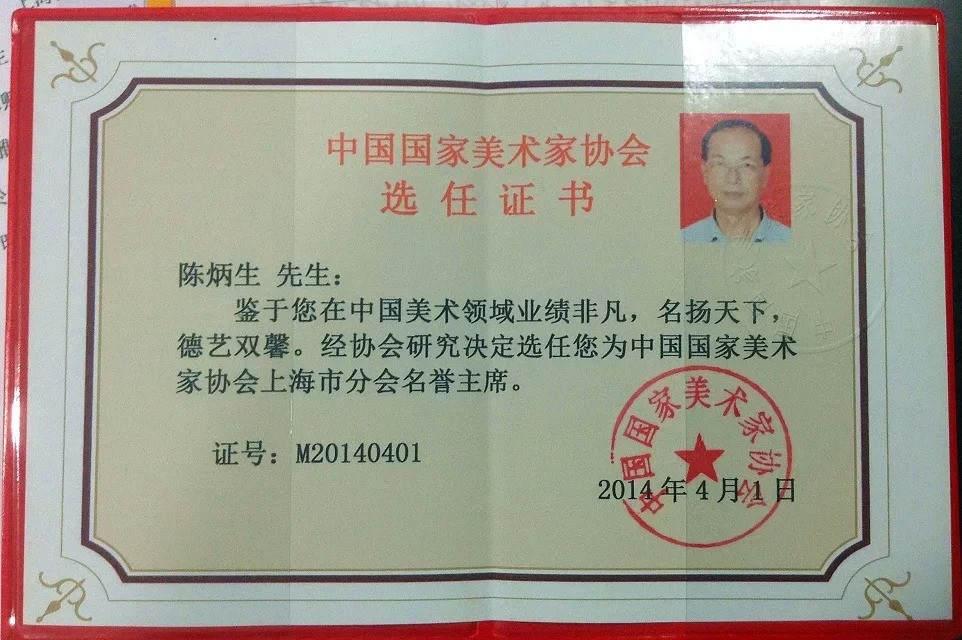 中国国家美术家协会
选任证书
陈炳生 先生：
鉴于您在中国美术领域业绩非凡，名扬天下，
德艺双馨。经协会研究决定选任您为中国国家美术
家协会上海市分会名誉主席。
证号：M20140401
中国国家美术家协会
2014年4月1日